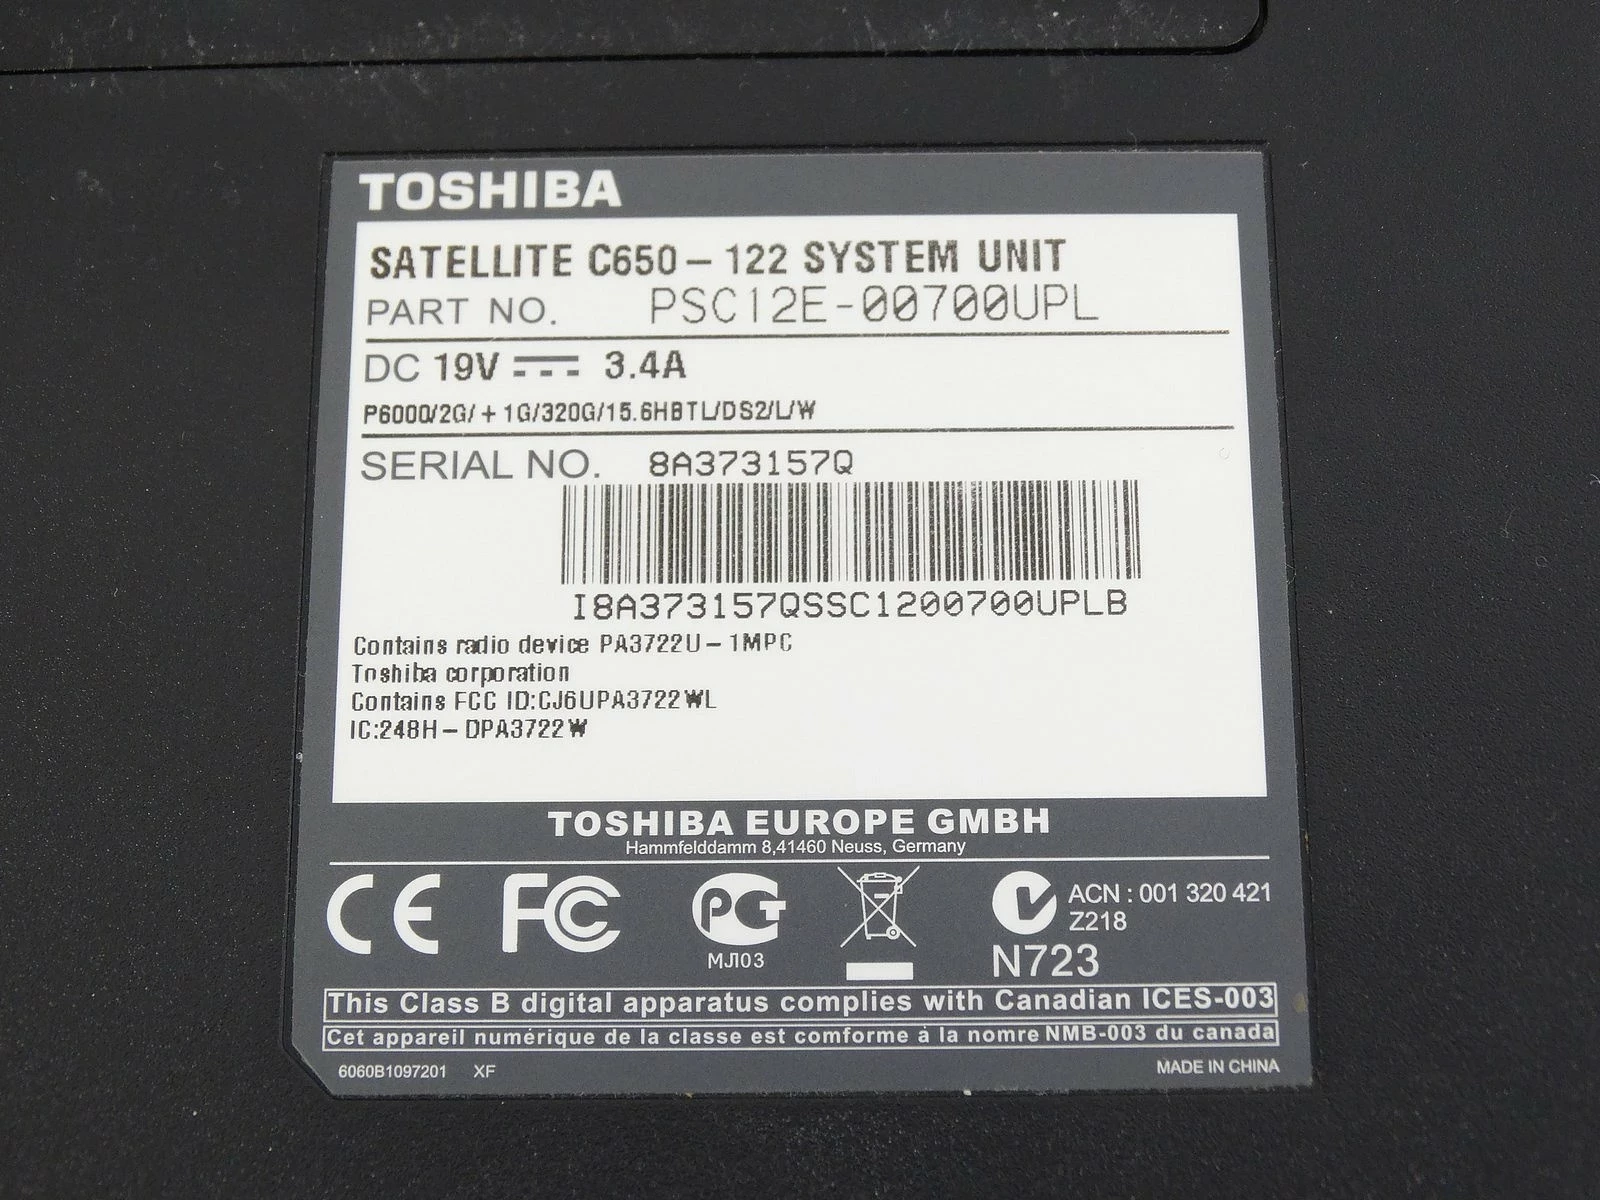 TOSHIBA
SATELLITE C650-122 SYSTEM UNIT
PART NO. PSC12E-00700UPL
DC 19V 3.4A
P6000/2G/+1G/320G/15.6HBTL/DS2/L/W
SERIAL NO. 8A373157Q
I8A373157QSSC1200700UPLB
Contains radio device PA3722U-1MPC
Toshiba corporation
Contains FCC ID:CJ6UPA3722WL
IC:248H-DPA3722W
TOSHIBA EUROPE GMBH
Hammfelddamm 8,41460 Neuss, Germany
CE FC PG ACN : 001 320 421
Z218
МЛ03 N723
This Class B digital apparatus complies with Canadian ICES-003
Cet appareil numérique de la classe est comforme à la nomre NMB-003 du canada
6060B1097201 XF MADE IN CHINA